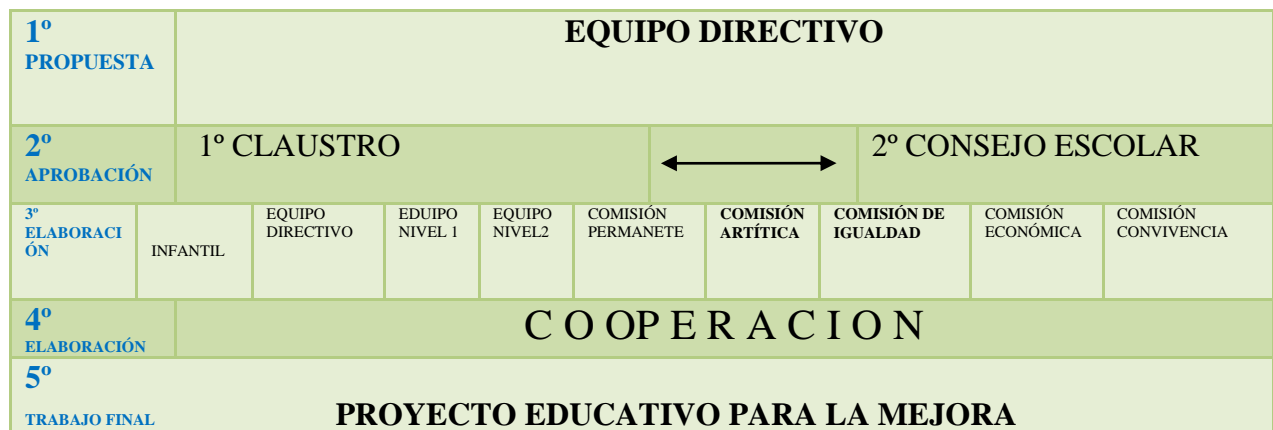 1º
PROPUESTA
EQUIPO DIRECTIVO
2º
APROBACIÓN
1º CLAUSTRO
2º CONSEJO ESCOLAR
3º
ELABORACI
ÓN
INFANTIL
EQUIPO
DIRECTIVO
EDUIPO
NIVEL 1
EQUIPO
NIVEL2
COMISIÓN
PERMANETE
COMISIÓN
ARTÍTICA
COMISIÓN DE
IGUALDAD
COMISIÓN
ECONÓMICA
COMISIÓN
CONVIVENCIA
4º
ELABORACIÓN
C O OP E R A C I O N
5º
TRABAJO FINAL
PROYECTO EDUCATIVO PARA LA MEJORA